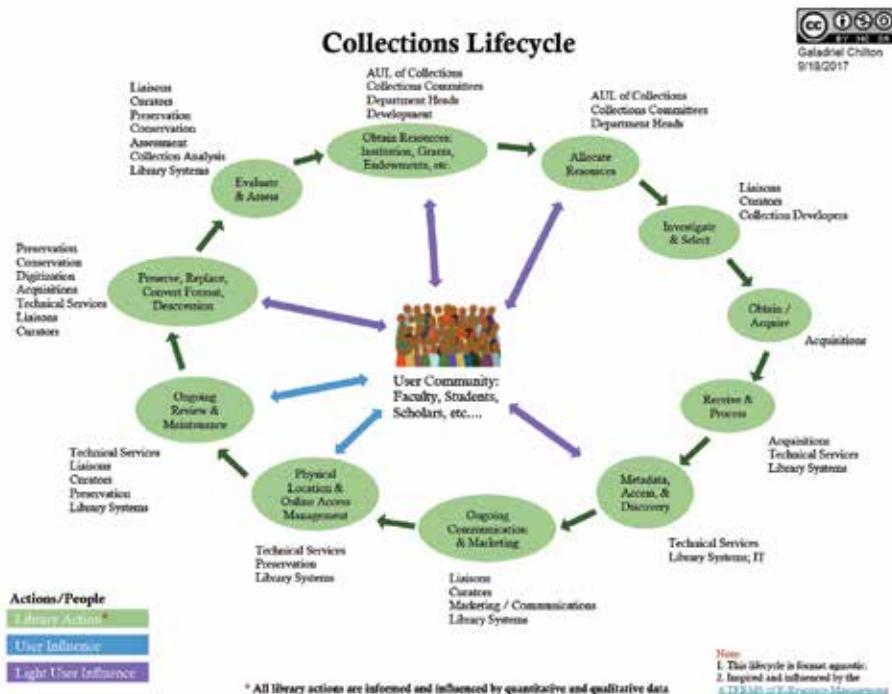 Collections Lifecycle
CC
BY NC SA
Galadriel Chilton
9/18/2017
AUL of Collections
Collections Committees
Department Heads
Development
Obtain Resources:
Institution, Grants,
Endowments, etc.
AUL of Collections
Collections Committees
Department Heads
Allocate
Resources
Liaisons
Curators
Collection Developers
Investigate
& Select
Obtain /
Acquire
Acquisitions
Receive &
Process
Acquisitions
Technical Services
Library Systems
Metadata,
Access, &
Discovery
Technical Services
Library Systems; IT
Ongoing
Communication
& Marketing
Liaisons
Curators
Marketing / Communications
Library Systems
Physical
Location &
Online Access
Management
Technical Services
Preservation
Library Systems
Ongoing
Review &
Maintenance
Technical Services
Liaisons
Curators
Preservation
Library Systems
Preserve, Replace,
Convert Format,
Deaccession
Preservation
Conservation
Digitization
Acquisitions
Technical Services
Liaisons
Curators
Evaluate
& Assess
Liaisons
Curators
Preservation
Conservation
Assessment
Collection Analysis
Library Systems
User Community:
Faculty, Students,
Scholars, etc....
Actions/People
Library Action*
User Influence
Light User Influence
* All library actions are informed and influenced by quantitative and qualitative data
Note:
1. This lifecycle is format agnostic.
2. Inspired and influenced by the